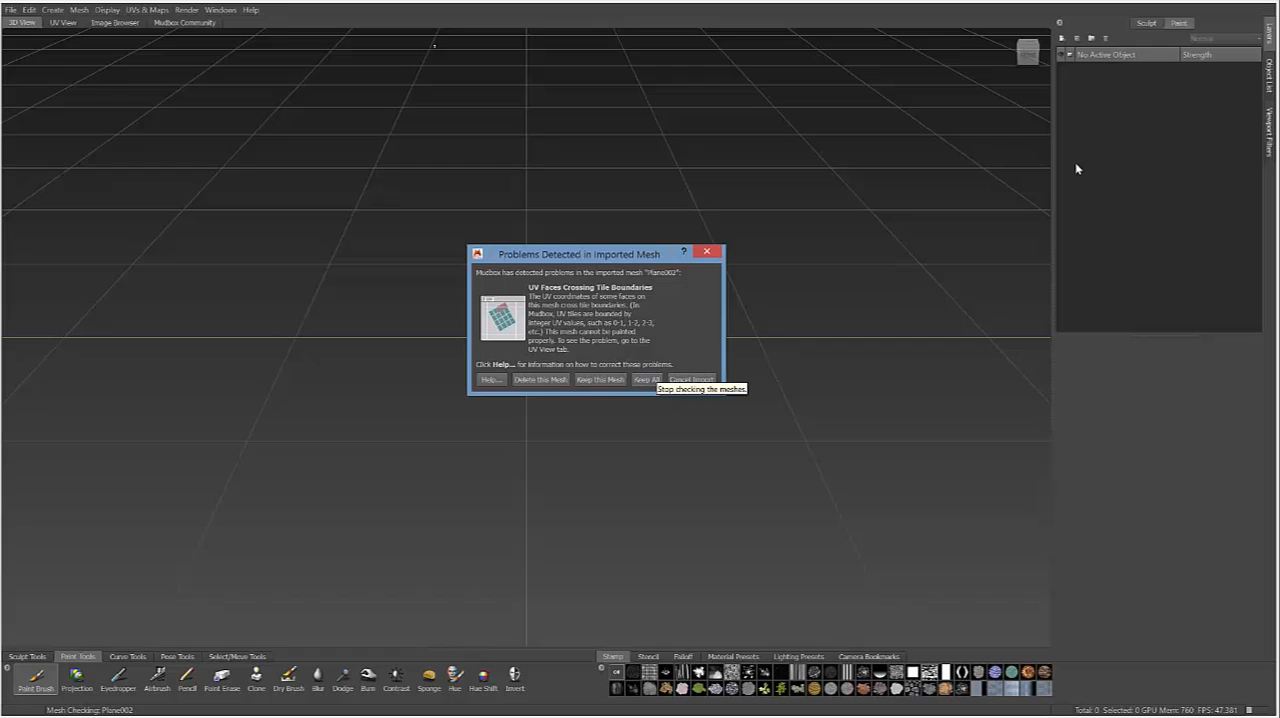 File Edit Create Mesh Display UVs & Maps Render Windows Help
3D View UV View Image Browser Mudbox Community
Sculpt Paint
Normal
No Active Object Strength
Layers
Object List
Viewport Filters
Problems Detected in Imported Mesh ?
Mudbox has detected problems in the imported mesh "Plane002":
UV Faces Crossing Tile Boundaries
The UV coordinates of some faces on
this mesh cross tile boundaries. (In
Mudbox, UV tiles are bounded by
integer UV values, such as 0-1, 1-2, 2-3,
etc.) This mesh cannot be painted
properly. To see the problem, go to the
UV View tab.
Click Help... for information on how to correct these problems.
Help... Delete this Mesh Keep this Mesh Keep All Cancel Import
Stop checking the meshes.
Sculpt Tools Paint Tools Curve Tools Pose Tools Select/Move Tools
Stamp Stencil Falloff Material Presets Lighting Presets Camera Bookmarks
Paint Brush Projection Eyedropper Airbrush Pencil Paint Erase Clone Dry Brush Blur Dodge Burn Contrast Sponge Hue Hue Shift Invert
Off
Mesh Checking: Plane002
Total: 0 Selected: 0 GPU Mem: 760 FPS: 47.381